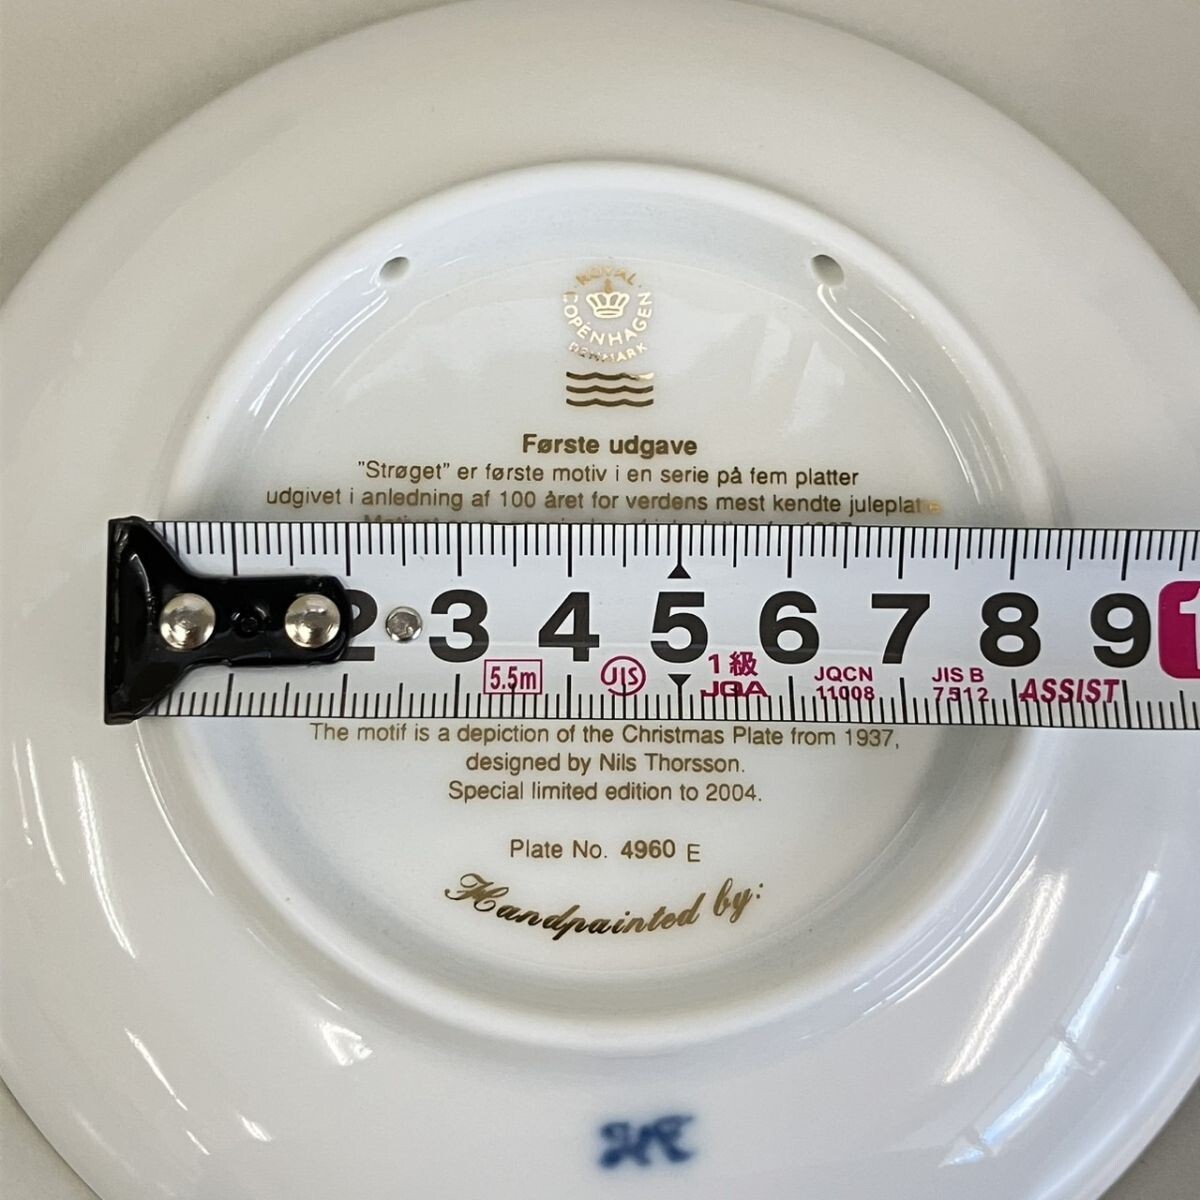 ROYAL
COPENHAGEN
DENMARK
Første udgave
"Strøget" er første motiv i en serie på fem platter
udgivet i anledning af 100 året for verdens mest kendte juleplatte
2 3 4 5 6 7 8 9 1
5.5m JIS 1級 JQA JQCN 11008 JIS B 7512 ASSIST
The motif is a depiction of the Christmas Plate from 1937,
designed by Nils Thorsson.
Special limited edition to 2004.
Plate No. 4960 E
Handpainted by: